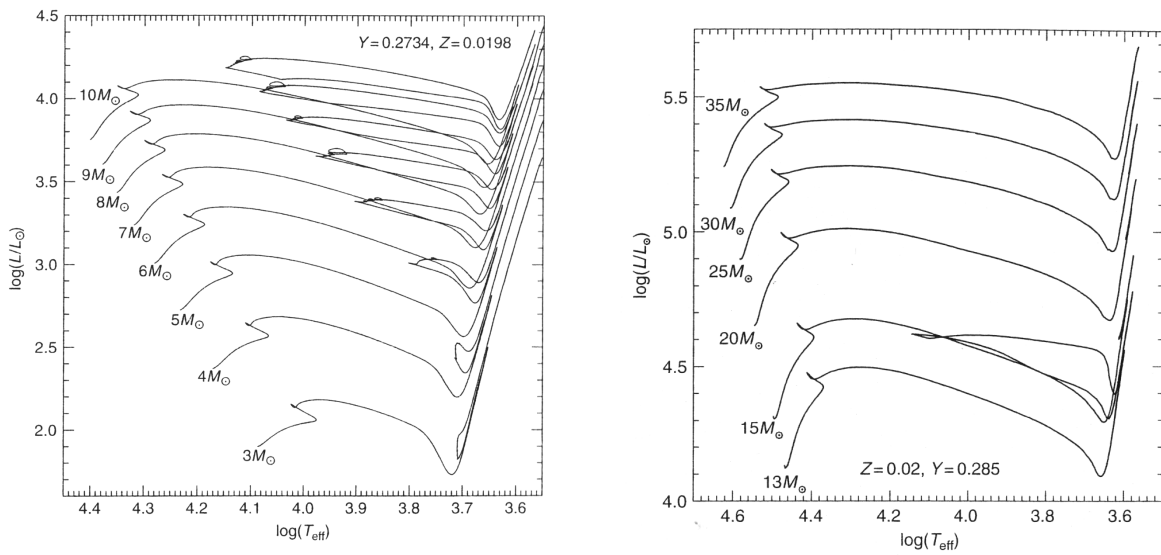 4.5
4.0
3.5
3.0
2.5
2.0
log(L/L⊙)
Y=0.2734, Z=0.0198
10M⊙
9M⊙
8M⊙
7M⊙
6M⊙
5M⊙
4M⊙
3M⊙
4.4 4.3 4.2 4.1 4.0 3.9 3.8 3.7 3.6
log(Teff)
5.5
5.0
4.5
4.0
log(L/L⊙)
35M⊙
30M⊙
25M⊙
20M⊙
15M⊙
13M⊙
Z=0.02, Y=0.285
4.6 4.4 4.2 4.0 3.8 3.6
log(Teff)